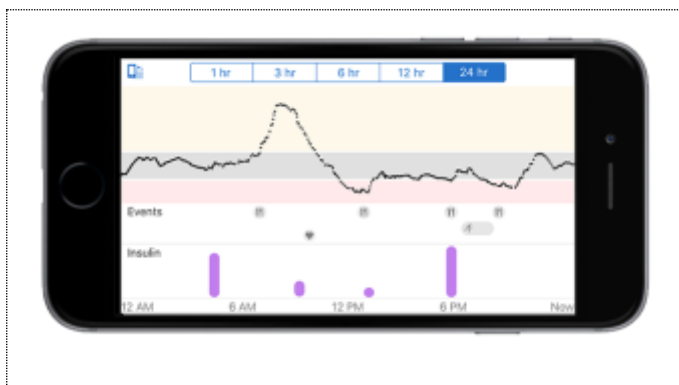 1 hr 3 hr 6 hr 12 hr 24 hr
Events
Insulin
12 AM 6 AM 12 PM 6 PM Now